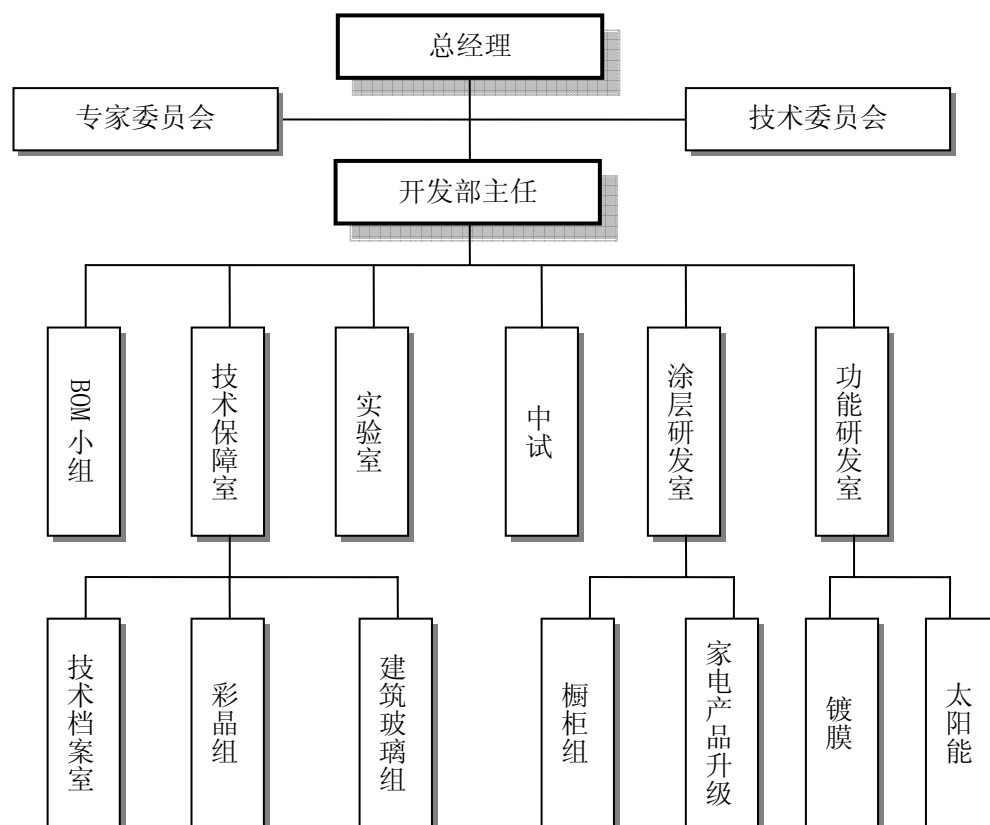 总经理
专家委员会
技术委员会
开发部主任
BOM 小组
技术保障室
实验室
中试
涂层研发室
功能研发室
技术档案室
彩晶组
建筑玻璃组
橱柜组
家电产品升级
镀膜
太阳能